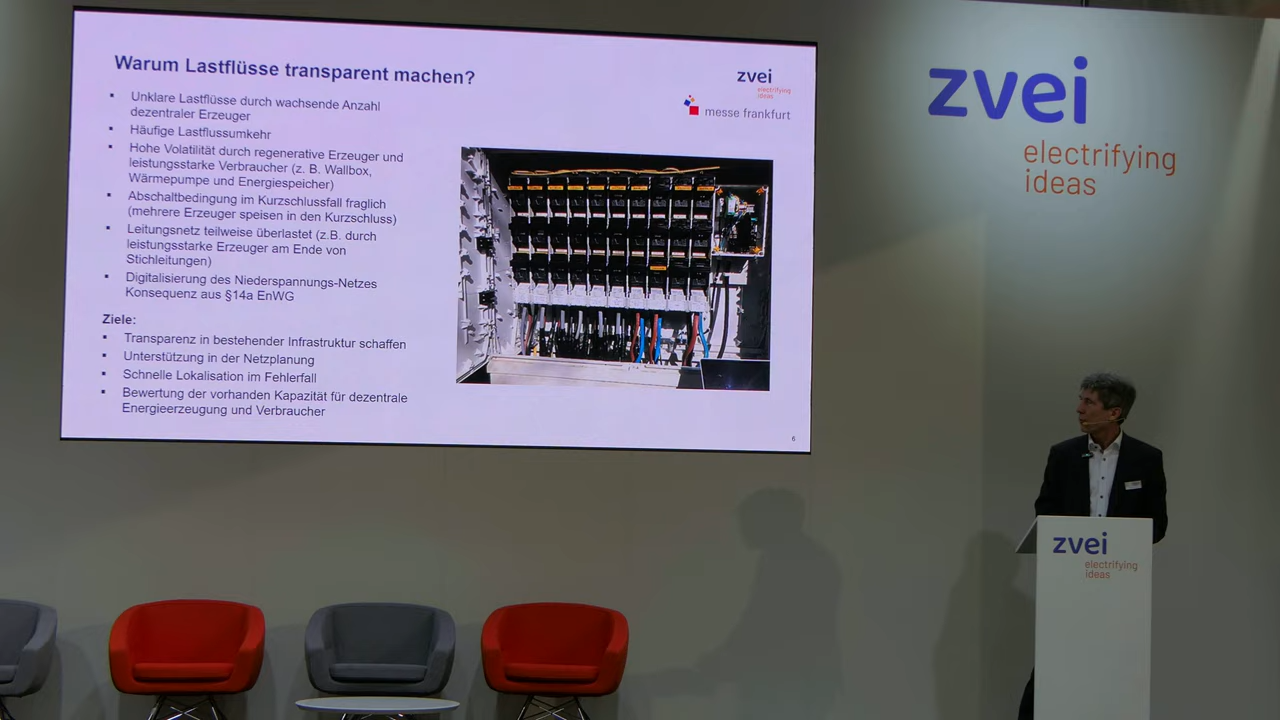 Warum Lastflüsse transparent machen?
zvei
electrifying
ideas
messe frankfurt
▪ Unklare Lastflüsse durch wachsende Anzahl
dezentraler Erzeuger
▪ Häufige Lastflussumkehr
▪ Hohe Volatilität durch regenerative Erzeuger und
leistungsstarke Verbraucher (z. B. Wallbox,
Wärmepumpe und Energiespeicher)
▪ Abschaltbedingung im Kurzschlussfall fraglich
(mehrere Erzeuger speisen in den Kurzschluss)
▪ Leitungsnetz teilweise überlastet (z.B. durch
leistungsstarke Erzeuger am Ende von
Stichleitungen)
▪ Digitalisierung des Niederspannungs-Netzes
Konsequenz aus §14a EnWG
Ziele:
▪ Transparenz in bestehender Infrastruktur schaffen
▪ Unterstützung in der Netzplanung
▪ Schnelle Lokalisation im Fehlerfall
▪ Bewertung der vorhanden Kapazität für dezentrale
Energieerzeugung und Verbraucher
6
zvei
electrifying
ideas
zvei
electrifying
ideas